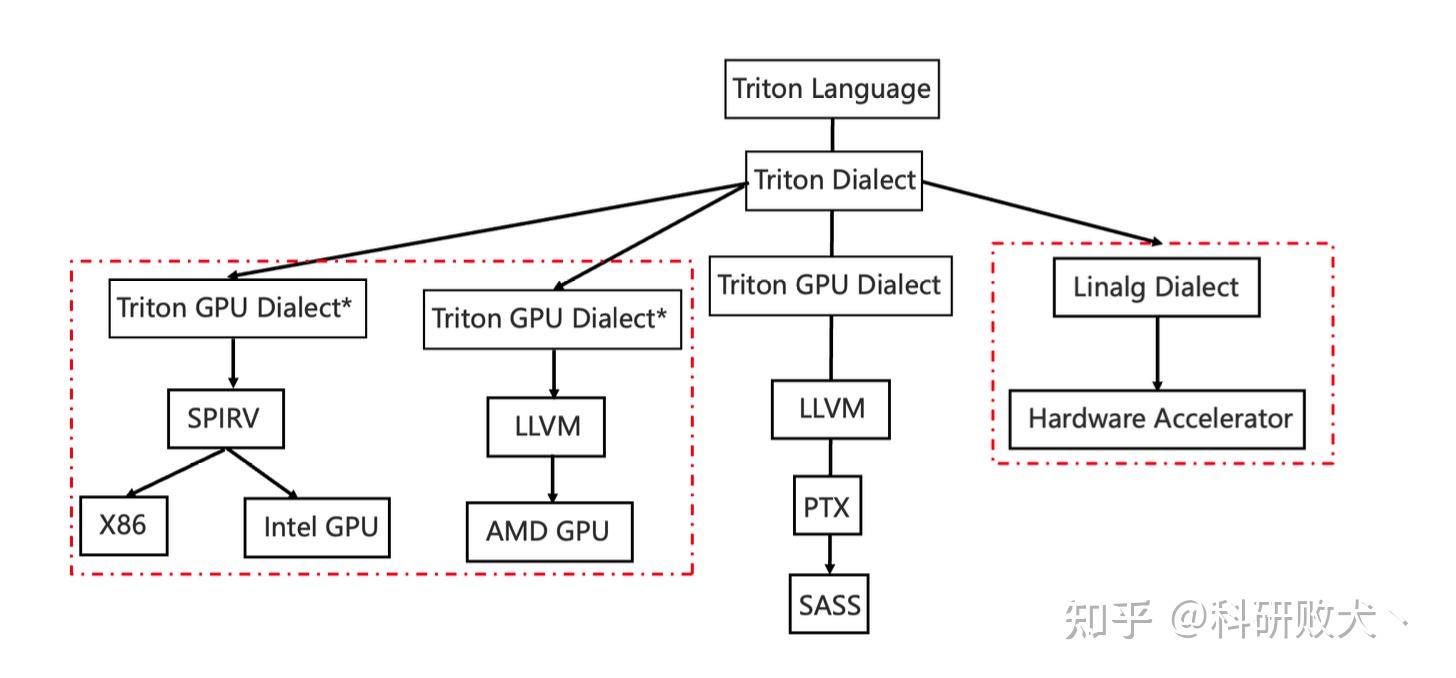 Triton Language
Triton Dialect
Triton GPU Dialect*
Triton GPU Dialect*
Triton GPU Dialect
Linalg Dialect
SPIRV
LLVM
LLVM
Hardware Accelerator
X86
Intel GPU
AMD GPU
PTX
SASS
知乎 @科研败犬丶